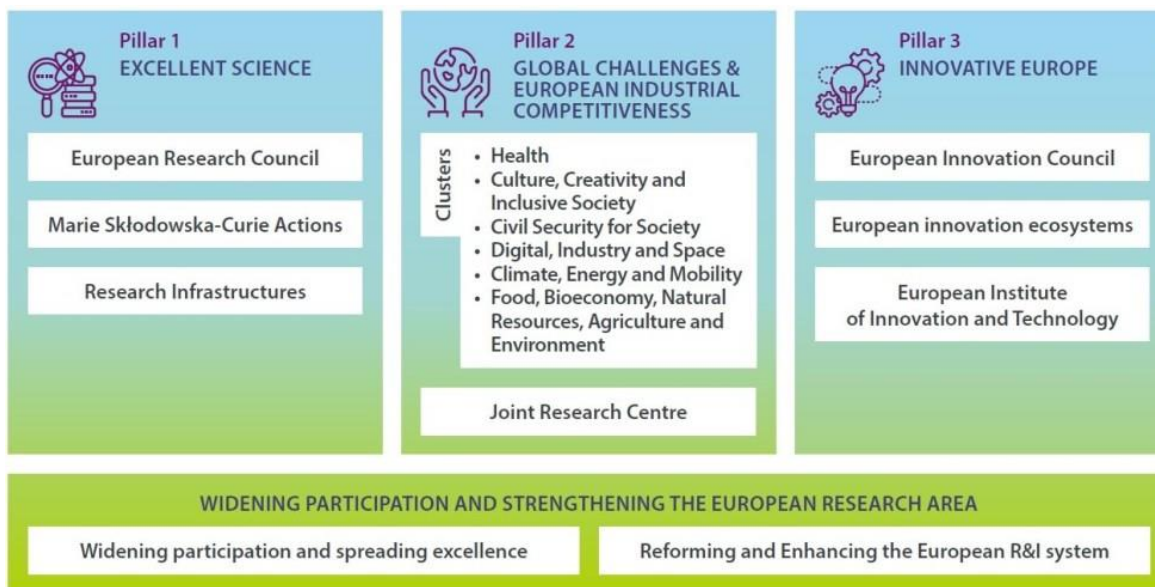 Pillar 1
EXCELLENT SCIENCE
European Research Council
Marie Skłodowska-Curie Actions
Research Infrastructures
Pillar 2
GLOBAL CHALLENGES &
EUROPEAN INDUSTRIAL
COMPETITIVENESS
Clusters
• Health
• Culture, Creativity and
Inclusive Society
• Civil Security for Society
• Digital, Industry and Space
• Climate, Energy and Mobility
• Food, Bioeconomy, Natural
Resources, Agriculture and
Environment
Joint Research Centre
Pillar 3
INNOVATIVE EUROPE
European Innovation Council
European innovation ecosystems
European Institute
of Innovation and Technology
WIDENING PARTICIPATION AND STRENGTHENING THE EUROPEAN RESEARCH AREA
Widening participation and spreading excellence
Reforming and Enhancing the European R&I system